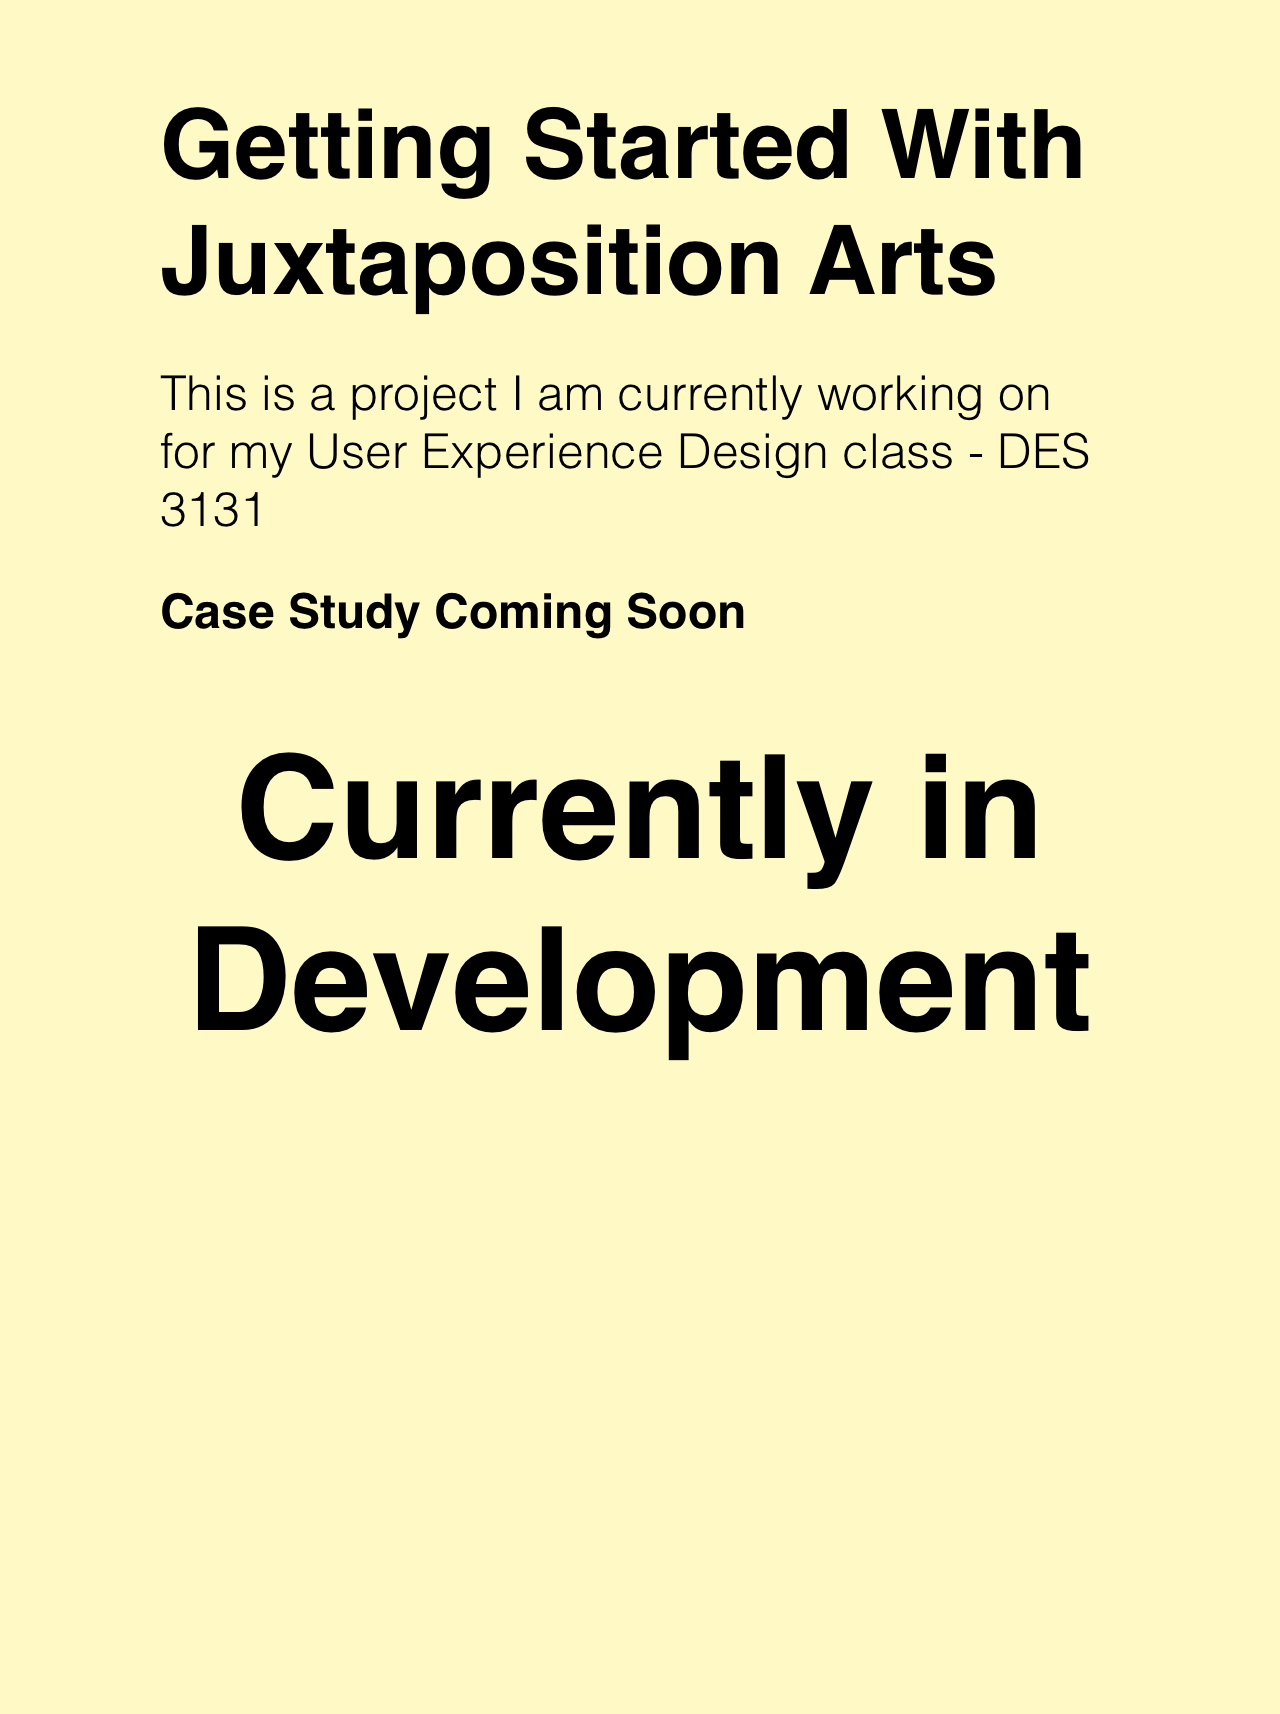 Getting Started With
Juxtaposition Arts
This is a project I am currently working on
for my User Experience Design class - DES
3131
Case Study Coming Soon
Currently in
Development